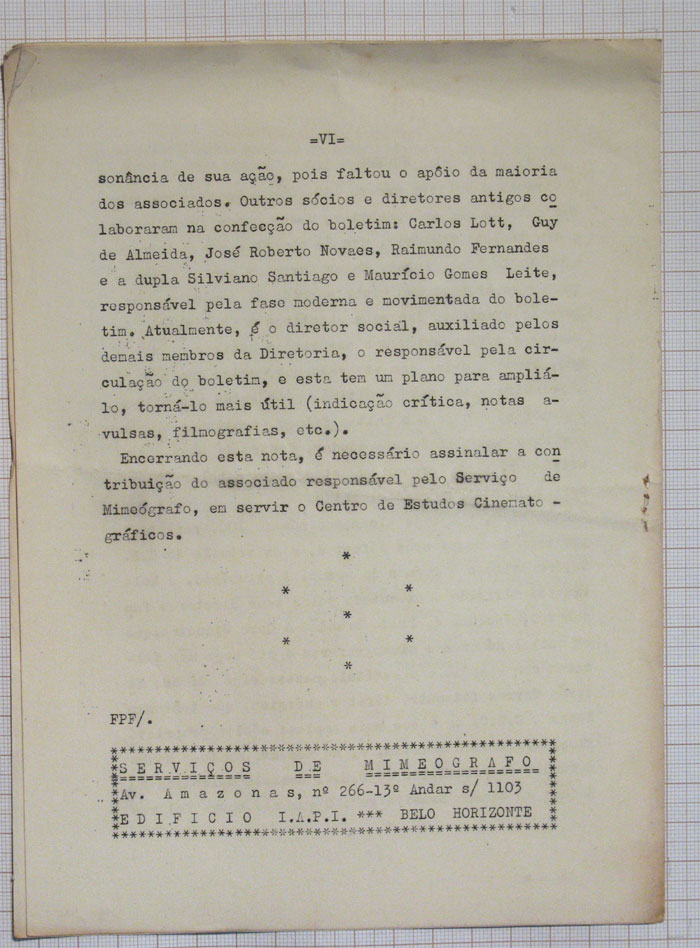 =VI=
sonância de sua ação, pois faltou o apôio da maioria
dos associados. Outros sócios e diretores antigos co
laboraram na confecção do boletim: Carlos Lott, Guy
de Almeida, José Roberto Novaes, Raimundo Fernandes
e a dupla Silviano Santiago e Maurício Gomes Leite,
responsável pela fase moderna e movimentada do bole-
tim. Atualmente, é o diretor social, auxiliado pelos
demais membros da Diretoria, o responsável pela cir-
culação do boletim, e esta tem um plano para ampliá-
lo, torná-lo mais útil (indicação crítica, notas a-
vulsas, filmografias, etc.).
Encerrando esta nota, é necessário assinalar a con
tribuição do associado responsável pelo Serviço de
Mimeógrafo, em servir o Centro de Estudos Cinemato -
gráficos.
*
* *
*
* *
*
FPF/.
SERVIÇOS DE MIMEOGRAFO
Av. Amazonas, nº 266-13º Andar s/ 1103
EDIFICIO I.A.P.I. *** BELO HORIZONTE